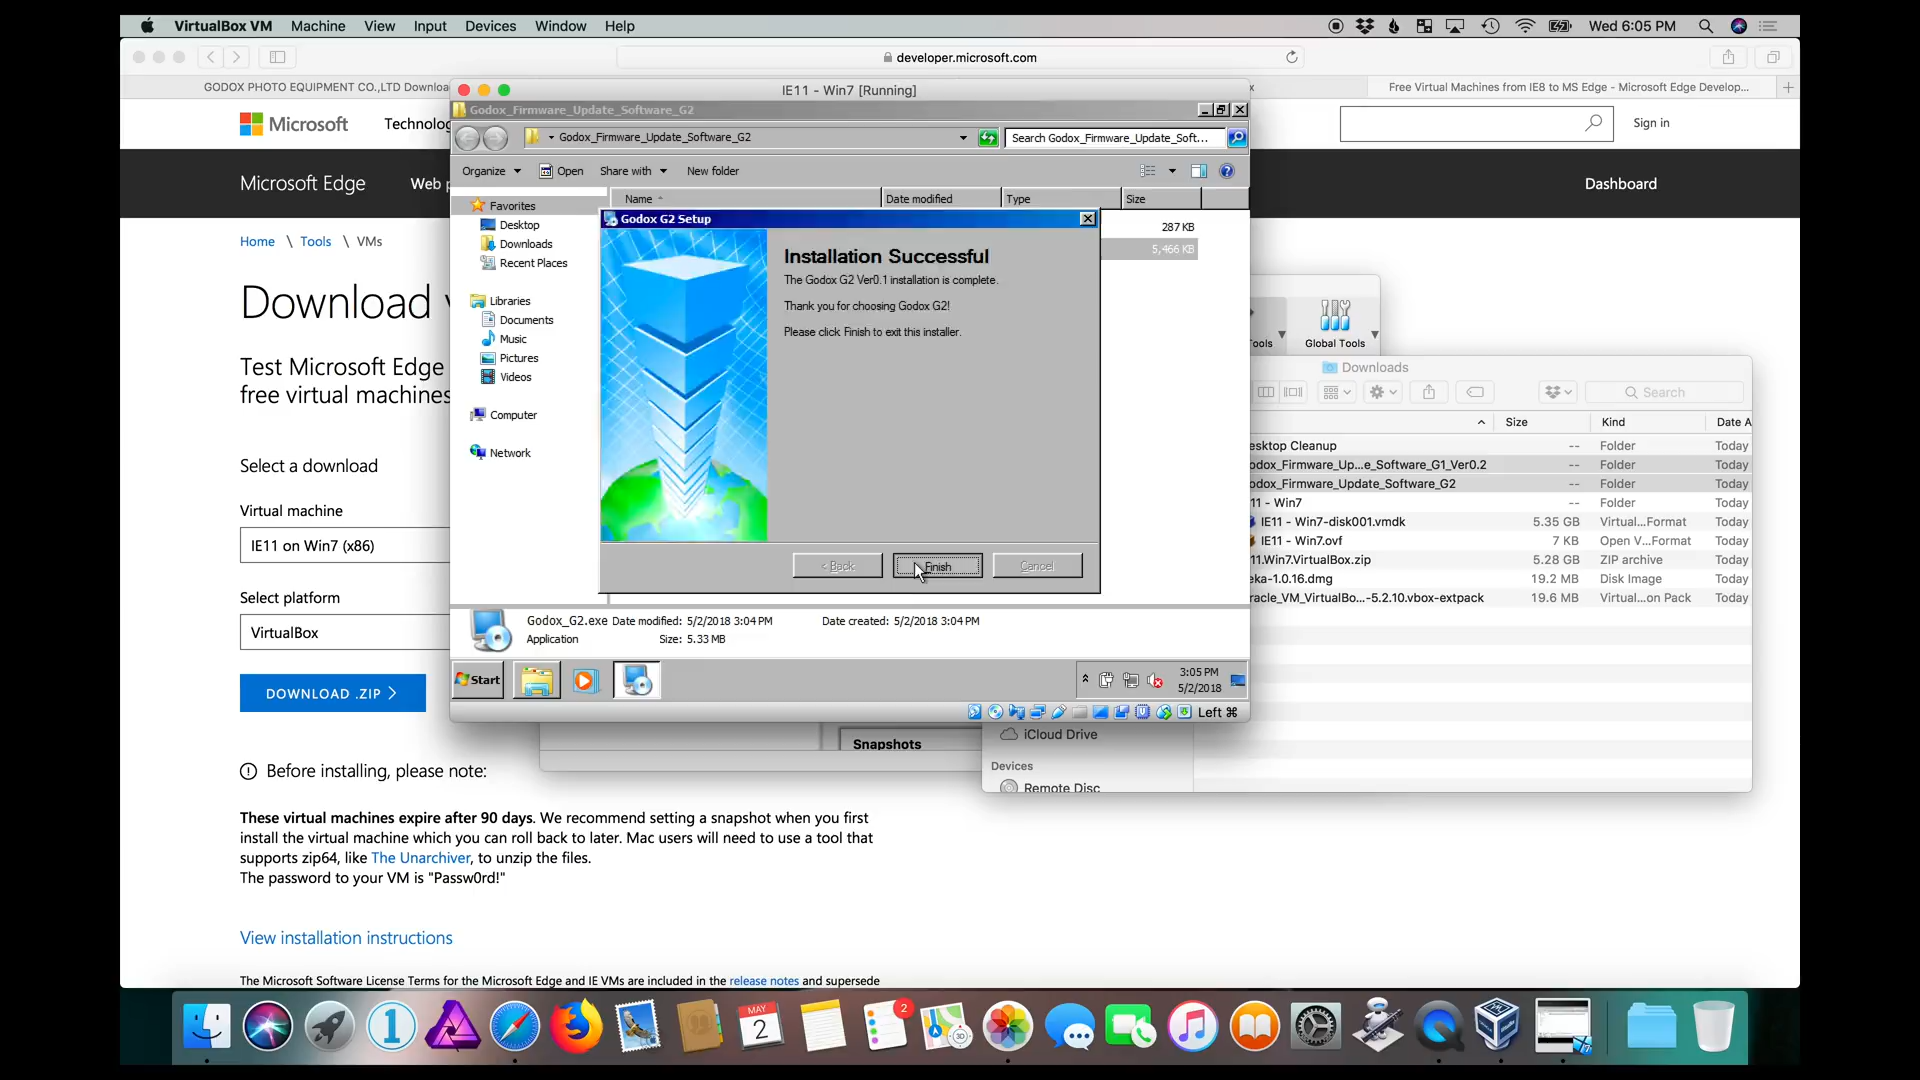 VirtualBox VM Machine View Input Devices Window Help Wed 6:05 PM
developer.microsoft.com
GODOX PHOTO EQUIPMENT CO.,LTD Downloa
Free Virtual Machines from IE8 to MS Edge - Microsoft Edge Develop...
Microsoft
Technolog
Sign in
Microsoft Edge
Web p
Dashboard
Home \ Tools \ VMs
Download v
Test Microsoft Edge
free virtual machines
Select a download
Virtual machine
IE11 on Win7 (x86)
Select platform
VirtualBox
DOWNLOAD .ZIP
Before installing, please note:
These virtual machines expire after 90 days. We recommend setting a snapshot when you first
install the virtual machine which you can roll back to later. Mac users will need to use a tool that
supports zip64, like The Unarchiver, to unzip the files.
The password to your VM is "Passw0rd!"
View installation instructions
The Microsoft Software License Terms for the Microsoft Edge and IE VMs are included in the release notes and supersede
IE11 - Win7 [Running]
Godox_Firmware_Update_Software_G2
Godox_Firmware_Update_Software_G2
Search Godox_Firmware_Update_Soft...
Organize Open Share with New folder
Name Date modified Type Size
287 KB
5,466 KB
Favorites
Desktop
Downloads
Recent Places
Libraries
Documents
Music
Pictures
Videos
Computer
Network
Godox G2 Setup
Installation Successful
The Godox G2 Ver0.1 installation is complete.
Thank you for choosing Godox G2!
Please click Finish to exit this installer.
< Back Finish Cancel
Godox_G2.exe Date modified: 5/2/2018 3:04 PM Date created: 5/2/2018 3:04 PM
Application Size: 5.33 MB
Start
3:05 PM
5/2/2018
Left ⌘
Snapshots
ools
Global Tools
Downloads
Search
Size Kind Date A
esktop Cleanup -- Folder Today
odox_Firmware_Up...e_Software_G1_Ver0.2 -- Folder Today
odox_Firmware_Update_Software_G2 -- Folder Today
11 - Win7 -- Folder Today
IE11 - Win7-disk001.vmdk 5.35 GB Virtual...Format Today
IE11 - Win7.ovf 7 KB Open V...Format Today
11.Win7.VirtualBox.zip 5.28 GB ZIP archive Today
eka-1.0.16.dmg 19.2 MB Disk Image Today
racle_VM_VirtualBo...-5.2.10.vbox-extpack 19.6 MB Virtual...on Pack Today
iCloud Drive
Devices
Remote Disc
1
MAY
2
2
3D